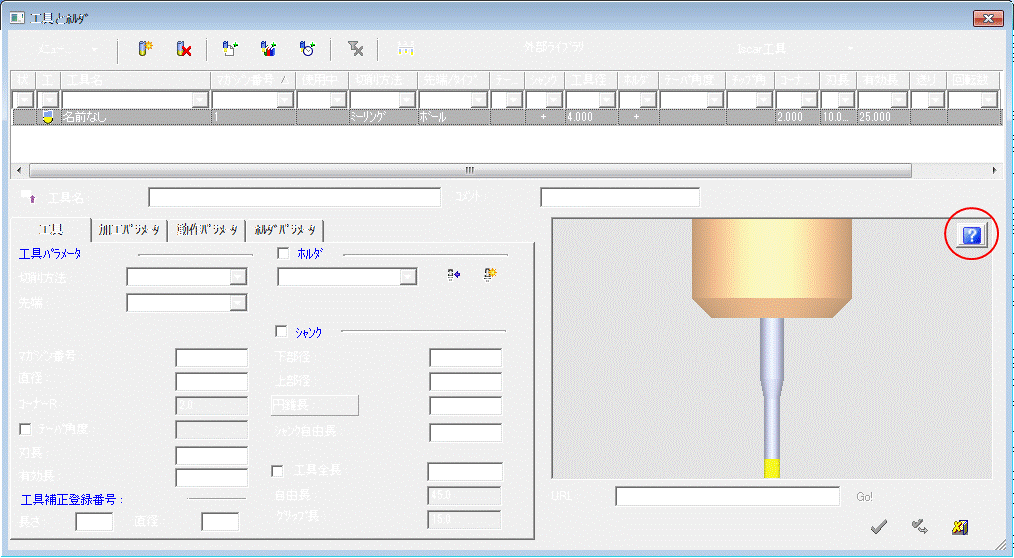 工具とﾎﾙﾀﾞ
ﾒﾆｭｰ 外部ﾗｲﾌﾞﾗﾘ Iscar工具
工具名 ﾏｶﾞｼﾞﾝ番号 / 使用中 切削方法 先端ﾀｲﾌﾟ ﾃｰ... ｼｬﾝｸ 工具径 ﾎﾙﾀﾞ ﾃｰﾊﾟ角度 ﾁｯﾌﾟ角 ｺｰﾅｰ... 刃長 有効長 送り 回転数
名前なし 1 ﾐｰﾘﾝｸﾞ ﾎﾞｰﾙ + 4.000 + 2.000 10.0... 25.000
工具名: ｺﾒﾝﾄ:
工具 加工ﾊﾟﾗﾒｰﾀ 動作ﾊﾟﾗﾒｰﾀ ﾎﾙﾀﾞﾊﾟﾗﾒｰﾀ
工具ﾊﾟﾗﾒｰﾀ ﾎﾙﾀﾞ
切削方法:
先端:
ｼｬﾝｸ
ﾏｶﾞｼﾞﾝ番号: 下部径
直径: 上部径
ｺｰﾅｰR 2.0 円錐長:
ﾃｰﾊﾟ角度: ｼｬﾝｸ自由長
刃長
有効長 工具全長
工具補正登録番号: 自由長 45.0
長さ 直径: ｸﾗﾝﾌﾟ長 15.0
URL Go!